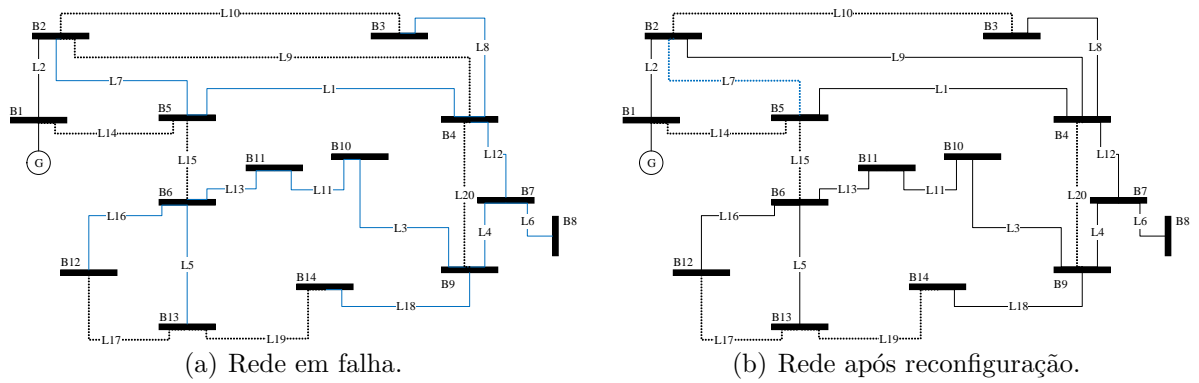 L10
B2
B3
L2
L9
L8
L7
L1
B1
B5
L14
B4
G
L15
B11
B10
L12
L13
L11
B6
L20
B7
L16
L6
B8
L3
L4
L5
B12
B14
B9
L18
B13
L17
L19
(a) Rede em falha.
L10
B2
B3
L2
L9
L8
L7
L1
B1
B5
L14
B4
G
L15
B11
B10
L12
L13
L11
B6
L20
B7
L16
L6
B8
L3
L4
L5
B12
B14
B9
L18
B13
L17
L19
(b) Rede após reconfiguração.